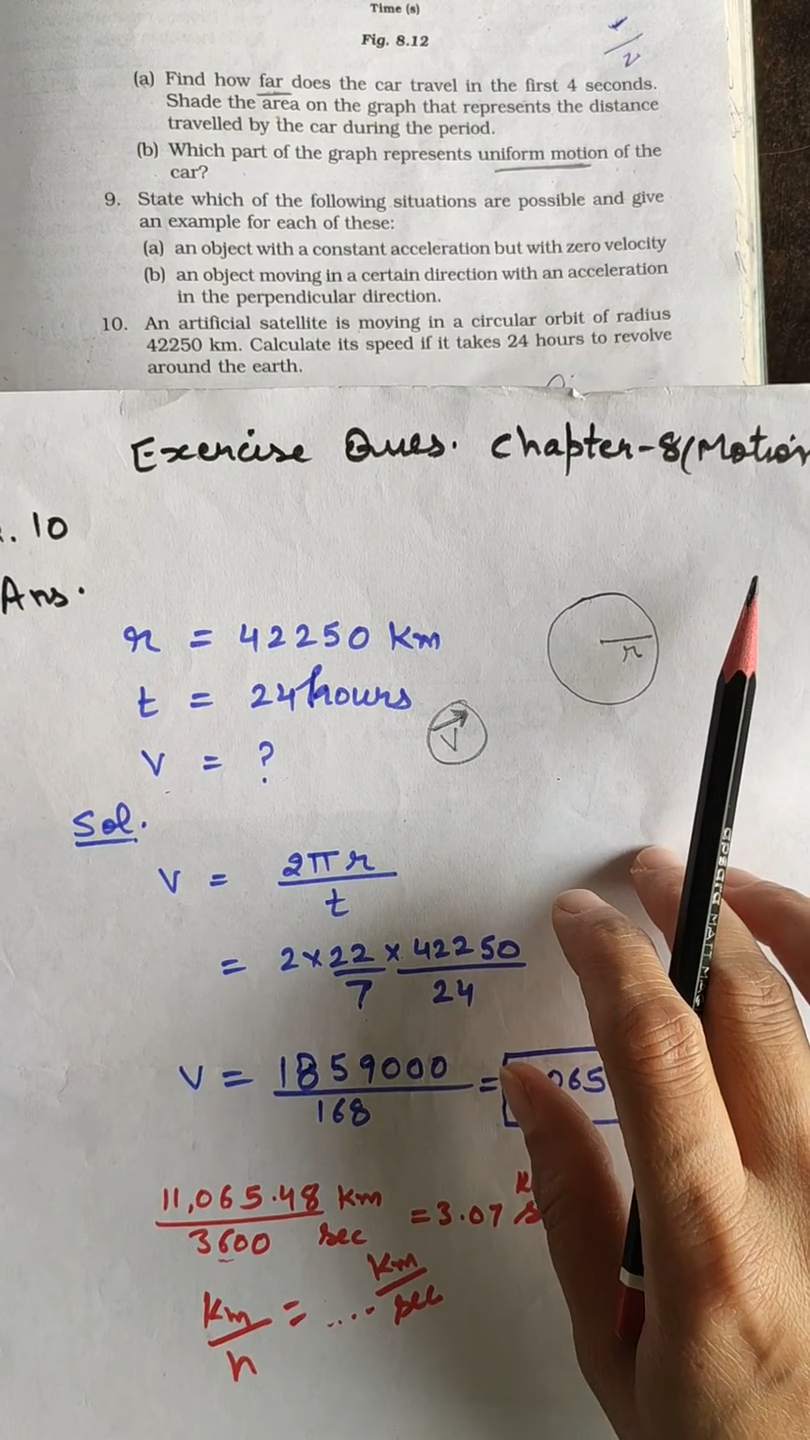 Time (s)
Fig. 8.12
(a) Find how far does the car travel in the first 4 seconds.
Shade the area on the graph that represents the distance
travelled by the car during the period.
(b) Which part of the graph represents uniform motion of the
car?
9. State which of the following situations are possible and give
an example for each of these:
(a) an object with a constant acceleration but with zero velocity
(b) an object moving in a certain direction with an acceleration
in the perpendicular direction.
10. An artificial satellite is moving in a circular orbit of radius
42250 km. Calculate its speed if it takes 24 hours to revolve
around the earth.
Exercise Ques. Chapter-8(Motion
. 10
Ans.
r = 42250 Km
r
t = 24 hours
V
V = ?
Sol.
V = 2πr
t
= 2 × 22 × 42250
7 24
V = 1859000 = 065
168
11,065.48 Km = 3.07
3600 sec
Km = .... Km
h sec
apsara